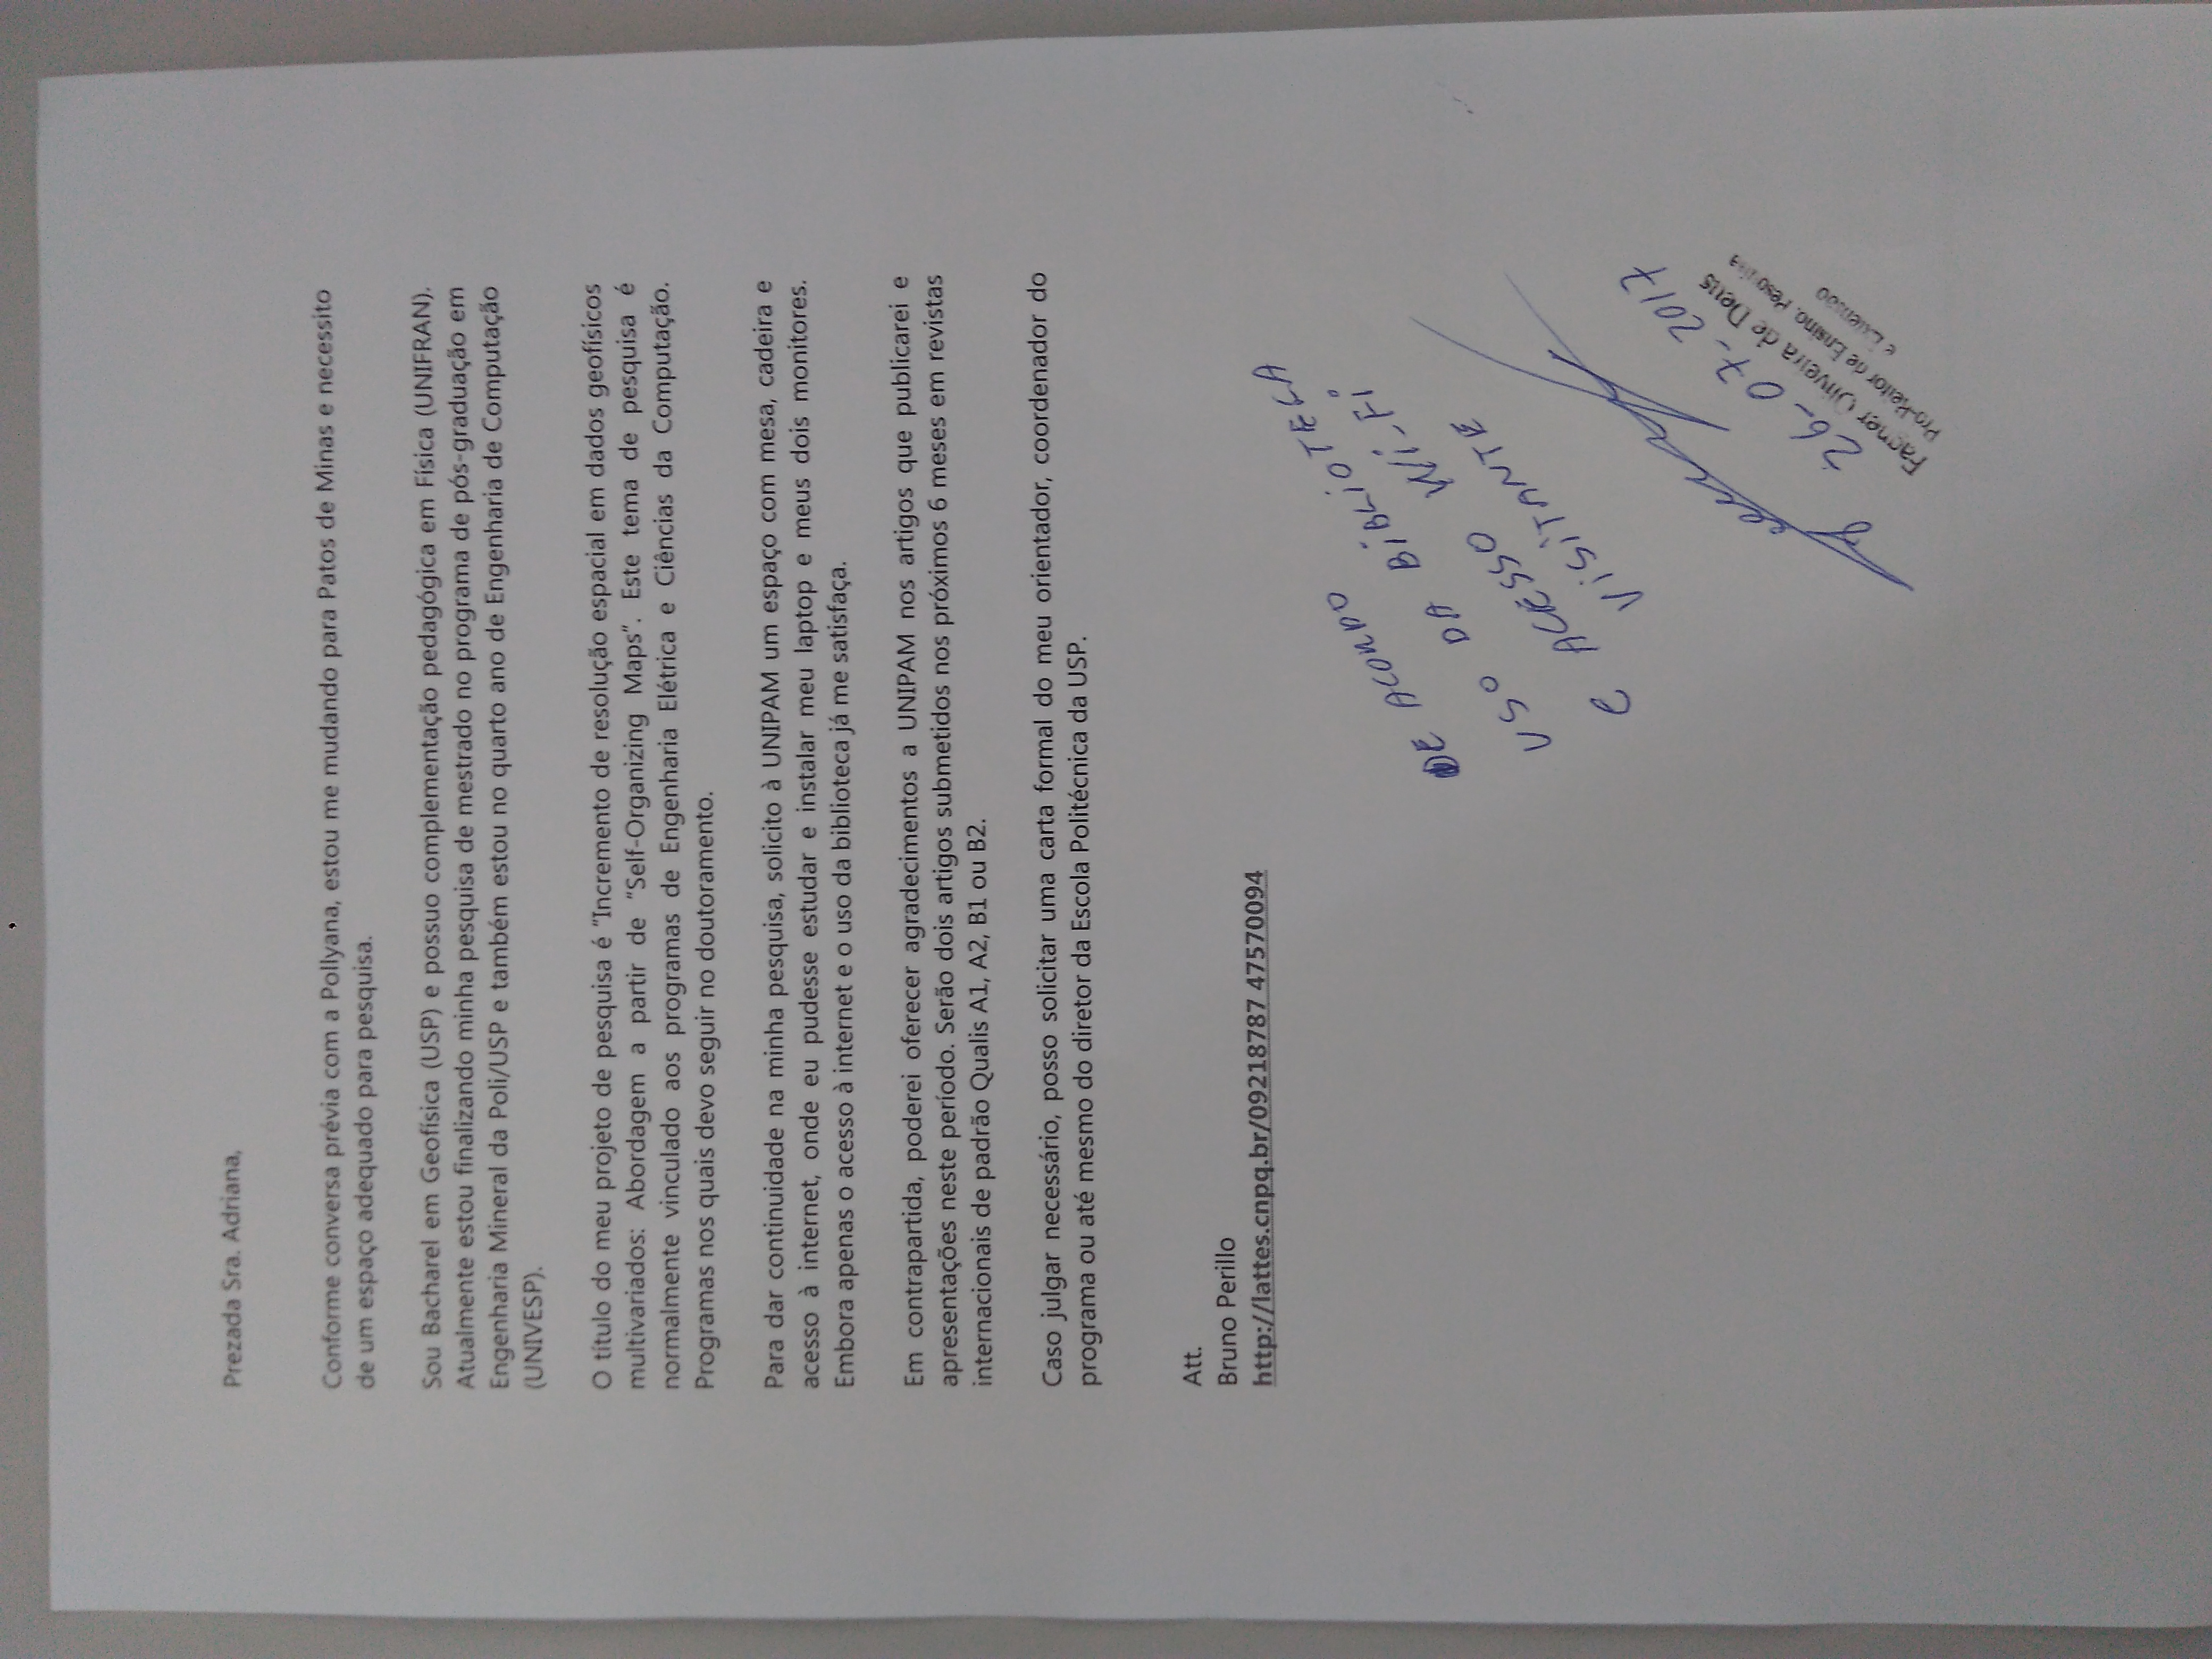 Prezada Sra. Adriana,
Conforme conversa prévia com a Pollyana, estou me mudando para Patos de Minas e necessito
de um espaço adequado para pesquisa.
Sou Bacharel em Geofísica (USP) e possuo complementação pedagógica em Física (UNIFRAN).
Atualmente estou finalizando minha pesquisa de mestrado no programa de pós-graduação em
Engenharia Mineral da Poli/USP e também estou no quarto ano de Engenharia de Computação
(UNIVESP).
O título do meu projeto de pesquisa é “Incremento de resolução espacial em dados geofísicos
multivariados: Abordagem a partir de “Self-Organizing Maps”. Este tema de pesquisa é
normalmente vinculado aos programas de Engenharia Elétrica e Ciências da Computação.
Programas nos quais devo seguir no doutoramento.
Para dar continuidade na minha pesquisa, solicito à UNIPAM um espaço com mesa, cadeira e
acesso à internet, onde eu pudesse estudar e instalar meu laptop e meus dois monitores.
Embora apenas o acesso à internet e o uso da biblioteca já me satisfaça.
Em contrapartida, poderei oferecer agradecimentos a UNIPAM nos artigos que publicarei e
apresentações neste período. Serão dois artigos submetidos nos próximos 6 meses em revistas
internacionais de padrão Qualis A1, A2, B1 ou B2.
Caso julgar necessário, posso solicitar uma carta formal do meu orientador, coordenador do
programa ou até mesmo do diretor da Escola Politécnica da USP.
Att.
Bruno Perillo
http://lattes.cnpq.br/09218787 47570094
DE ACORDO
USO DA BIBLIOTECA
e ACESSO Wi-Fi
VISITANTE
26-07-2017
Fagner Oliveira de Deus
Pró-Reitor de Ensino, Pesquisa
e Extensão